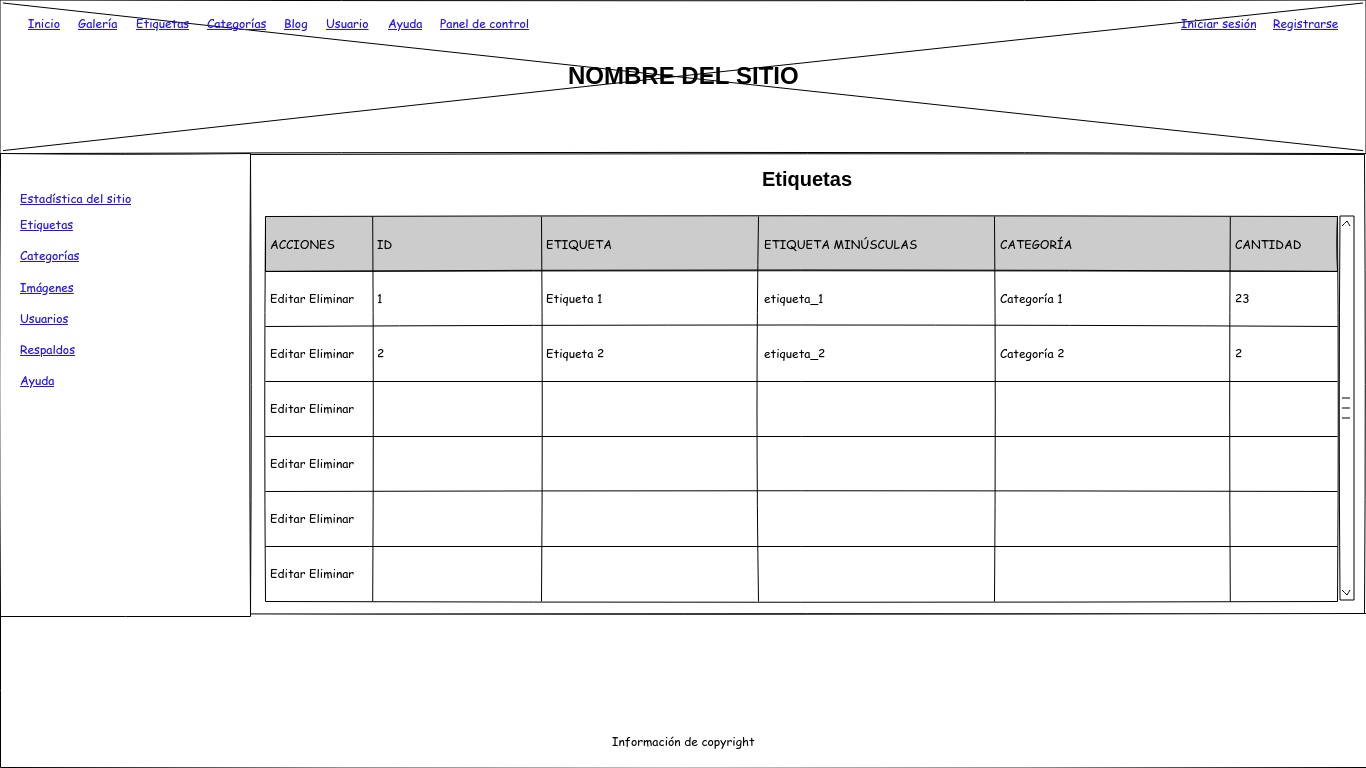 Inicio Galería Etiquetas Categorías Blog Usuario Ayuda Panel de control Iniciar sesión Registrarse
NOMBRE DEL SITIO
Estadística del sitio
Etiquetas
Categorías
Imágenes
Usuarios
Respaldos
Ayuda
Etiquetas
ACCIONES ID ETIQUETA ETIQUETA MINÚSCULAS CATEGORÍA CANTIDAD
Editar Eliminar 1 Etiqueta 1 etiqueta_1 Categoría 1 23
Editar Eliminar 2 Etiqueta 2 etiqueta_2 Categoría 2 2
Editar Eliminar
Editar Eliminar
Editar Eliminar
Editar Eliminar
Información de copyright